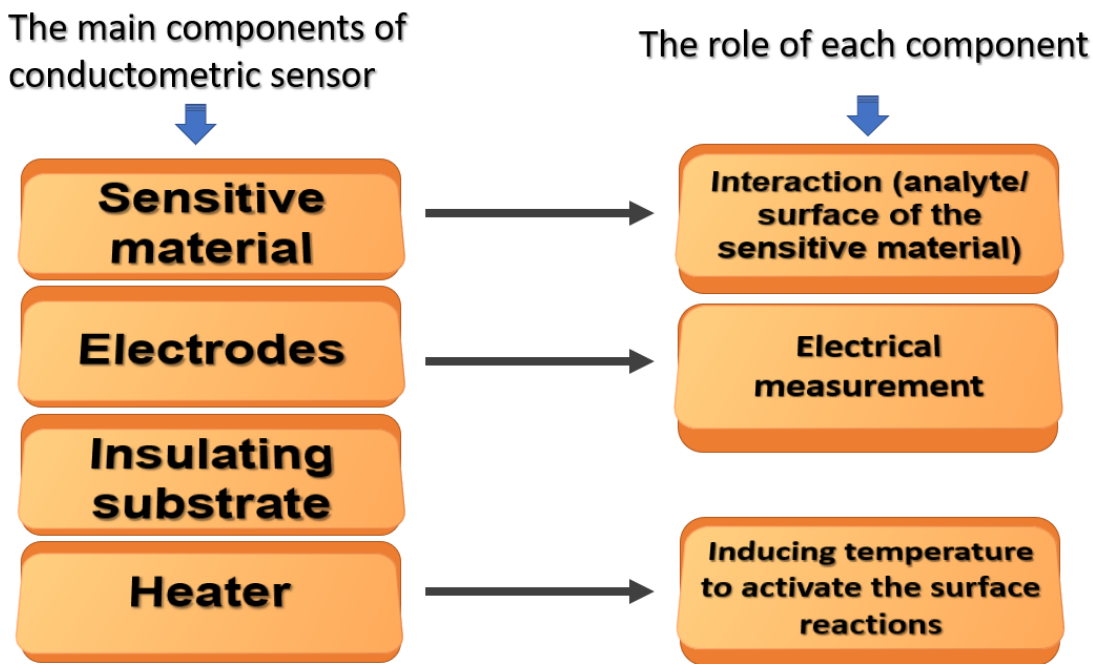 The main components of
conductometric sensor
The role of each component
Sensitive
material
Interaction (analyte/
surface of the
sensitive material)
Electrodes
Electrical
measurement
Insulating
substrate
Heater
Inducing temperature
to activate the surface
reactions